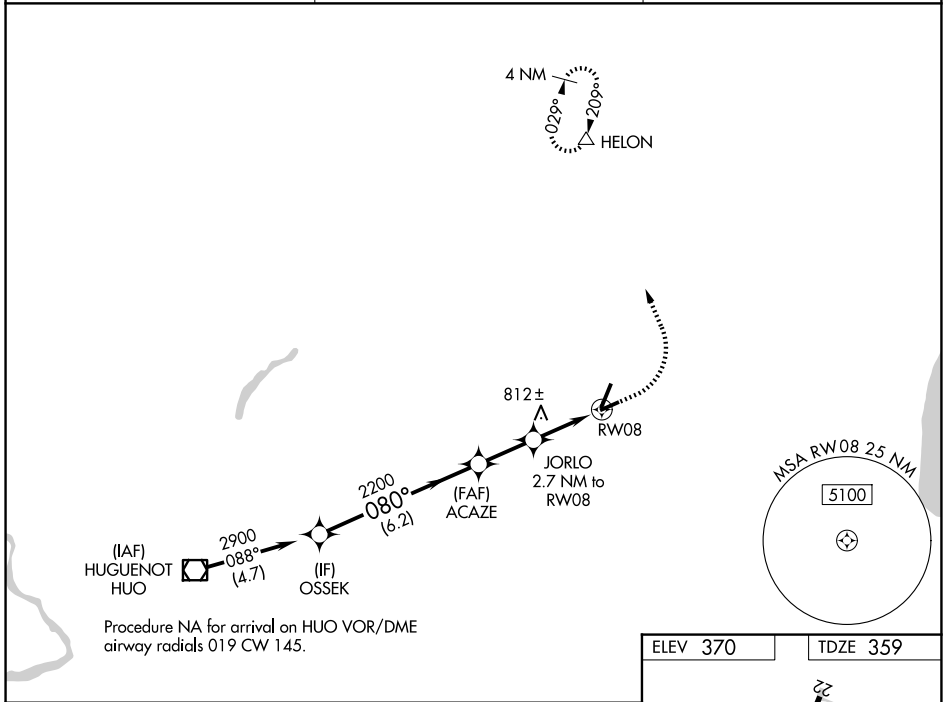 4 NM
029°
209°
HELON
812±
RW08
JORLO
2.7 NM to
RW08
(FAF)
ACAZE
2200
080°
(6.2)
2900
088°
(4.7)
(IAF)
HUGUENOT
HUO
(IF)
OSSEK
Procedure NA for arrival on HUO VOR/DME
airway radials 019 CW 145.
MSA RW08 25 NM
5100
ELEV 370
TDZE 359
22